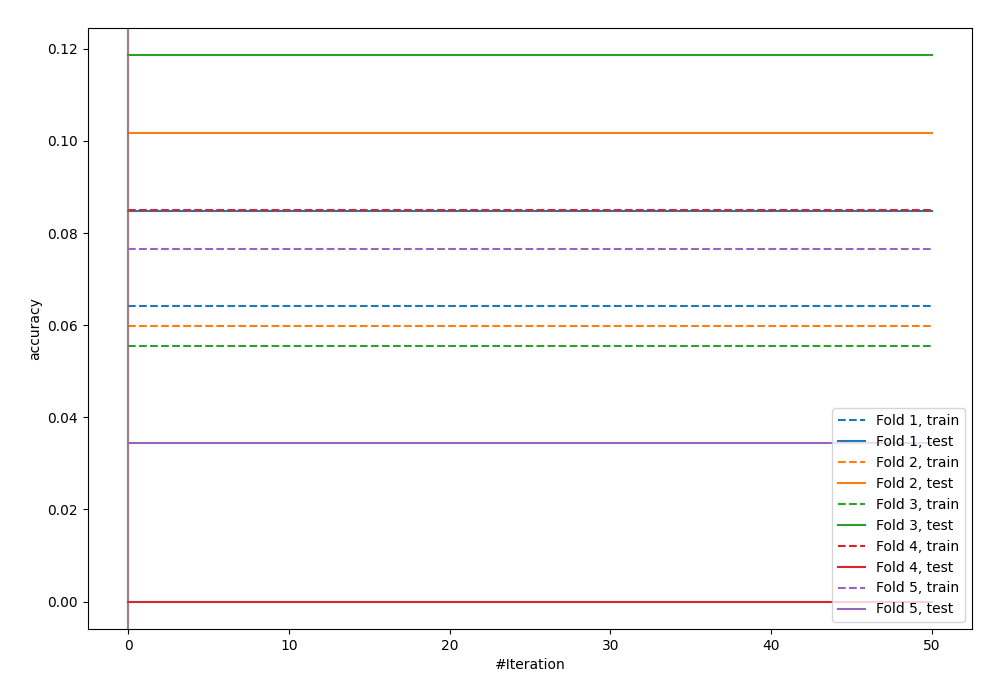 0.12
0.10
0.08
0.06
0.04
0.02
0.00
accuracy
0
10
20
30
40
50
#Iteration
Fold 1, train
Fold 1, test
Fold 2, train
Fold 2, test
Fold 3, train
Fold 3, test
Fold 4, train
Fold 4, test
Fold 5, train
Fold 5, test